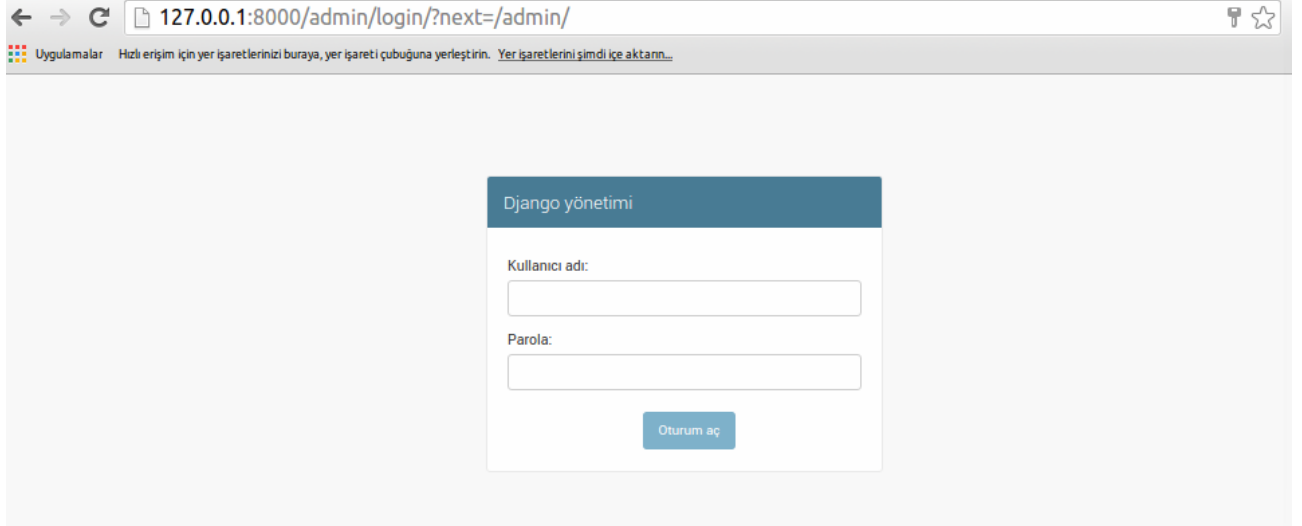 127.0.0.1:8000/admin/login/?next=/admin/
Uygulamalar Hızlı erişim için yer işaretlerinizi buraya, yer işareti çubuğuna yerleştirin. Yer işaretlerini şimdi içe aktarın...
Django yönetimi
Kullanıcı adı:
Parola:
Oturum aç